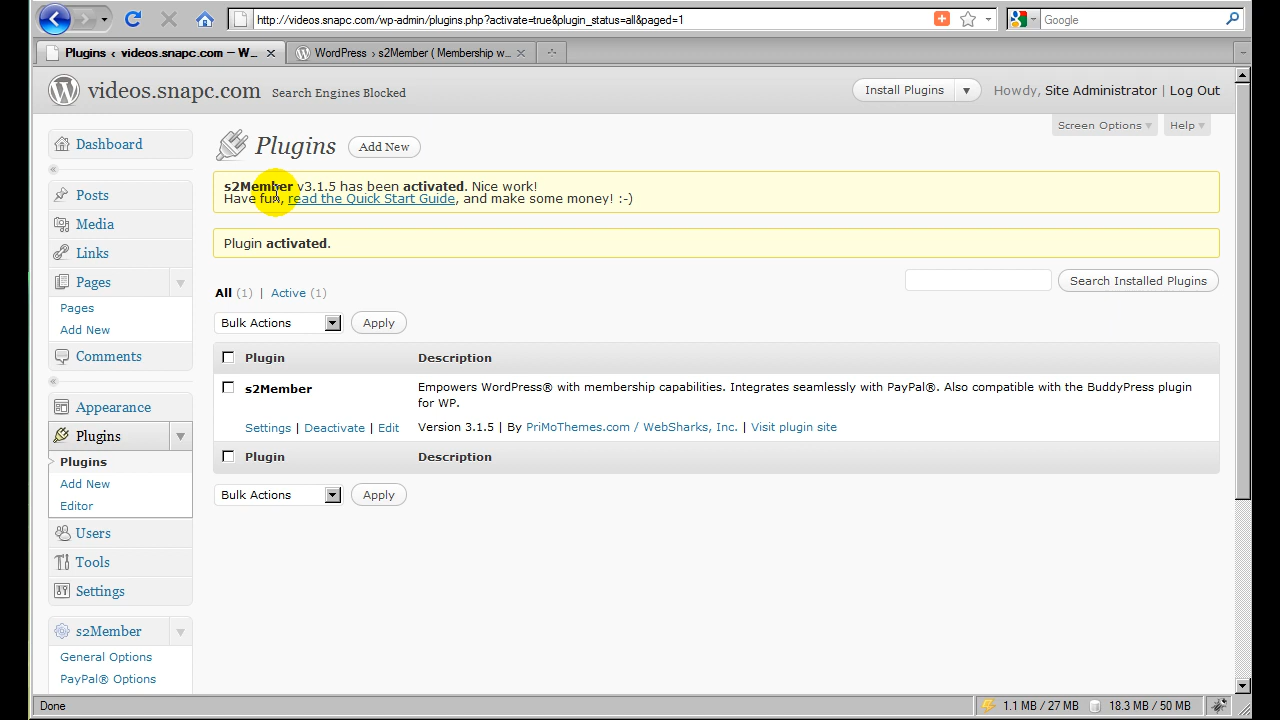 http://videos.snapc.com/wp-admin/plugins.php?activate=true&plugin_status=all&paged=1
Google
Plugins ‹ videos.snapc.com — W...
WordPress › s2Member ( Membership w...
videos.snapc.com
Search Engines Blocked
Install Plugins
Howdy, Site Administrator | Log Out
Screen Options
Help
Dashboard
Posts
Media
Links
Pages
Pages
Add New
Comments
Appearance
Plugins
Plugins
Add New
Editor
Users
Tools
Settings
s2Member
General Options
PayPal® Options
Plugins
Add New
s2Member v3.1.5 has been activated. Nice work!
Have fun, read the Quick Start Guide, and make some money! :-)
Plugin activated.
All (1) | Active (1)
Search Installed Plugins
Bulk Actions
Apply
Plugin
Description
s2Member
Empowers WordPress® with membership capabilities. Integrates seamlessly with PayPal®. Also compatible with the BuddyPress plugin
for WP.
Settings | Deactivate | Edit
Version 3.1.5 | By PriMoThemes.com / WebSharks, Inc. | Visit plugin site
Plugin
Description
Bulk Actions
Apply
Done
1.1 MB / 27 MB
18.3 MB / 50 MB